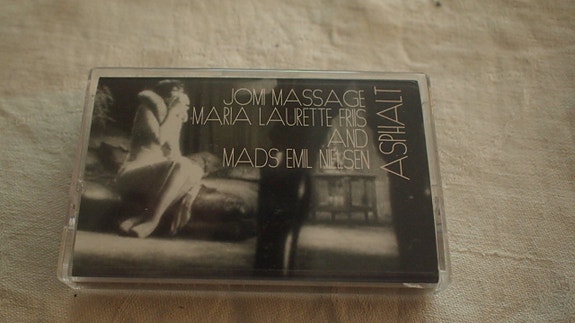 JOMI MASSAGE
MARIA LAURETTE FRIIS
AND
MADS EMIL NIELSEN
ASPHALT